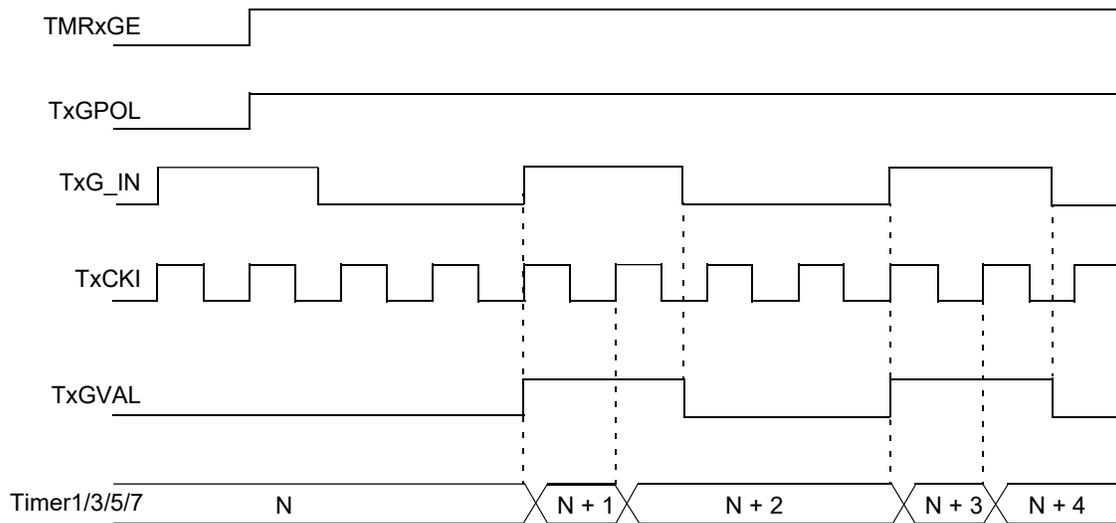 TMRxGE
TxGPOL
TxG_IN
TxCKI
TxGVAL
Timer1/3/5/7 N N + 1 N + 2 N + 3 N + 4